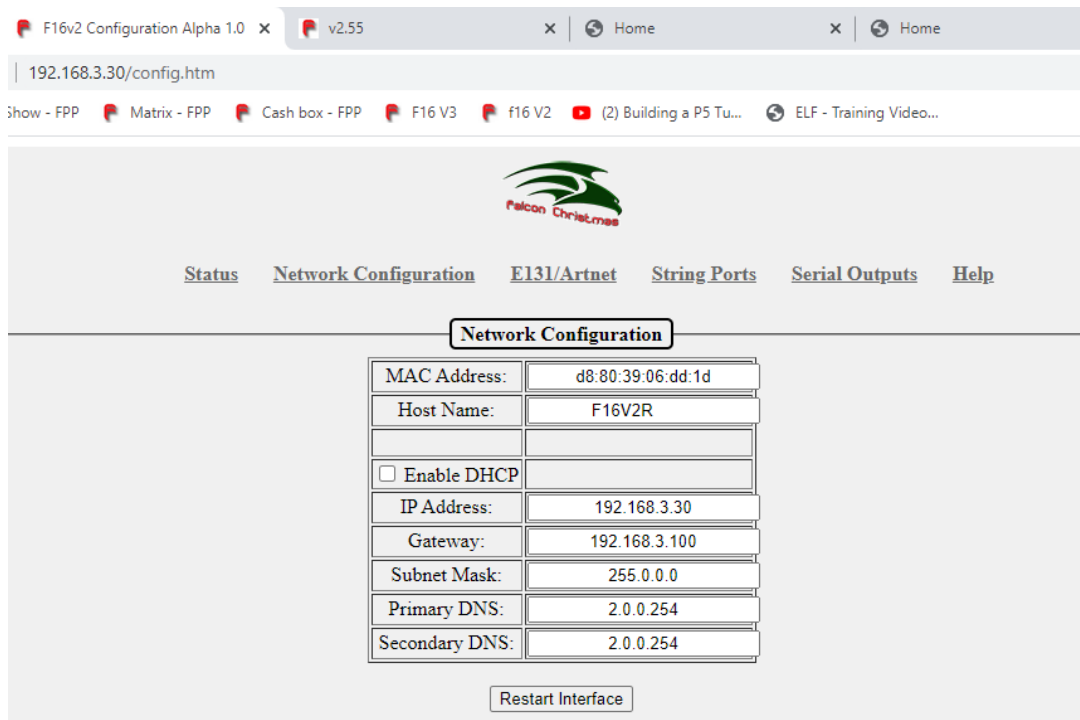 F16v2 Configuration Alpha 1.0 v2.55 Home Home
192.168.3.30/config.htm
Show - FPP Matrix - FPP Cash box - FPP F16 V3 f16 V2 (2) Building a P5 Tu... ELF - Training Video...
Falcon Christmas
Status Network Configuration E131/Artnet String Ports Serial Outputs Help
Network Configuration
MAC Address: d8:80:39:06:dd:1d
Host Name: F16V2R
Enable DHCP
IP Address: 192.168.3.30
Gateway: 192.168.3.100
Subnet Mask: 255.0.0.0
Primary DNS: 2.0.0.254
Secondary DNS: 2.0.0.254
Restart Interface